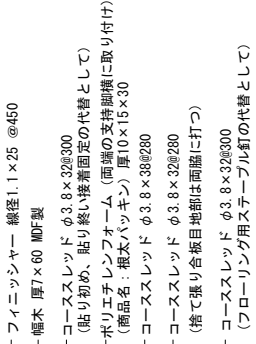 フィニッシャー 線径1.1×25 @450
幅木 厚7×60 MDF製
コーススレッド φ3.8×32@300
(貼り初め、貼り終い接着固定の代替として)
ポリエチレンフォーム (両端の支持脚横に取り付け)
(商品名:根太パッキン) 厚10×15×30
コーススレッド φ3.8×38@280
コーススレッド φ3.8×32@280
(捨て張り合板目地部は両脇に打つ)
コーススレッド φ3.8×32@300
(フローリング用ステープル釘の代替として)